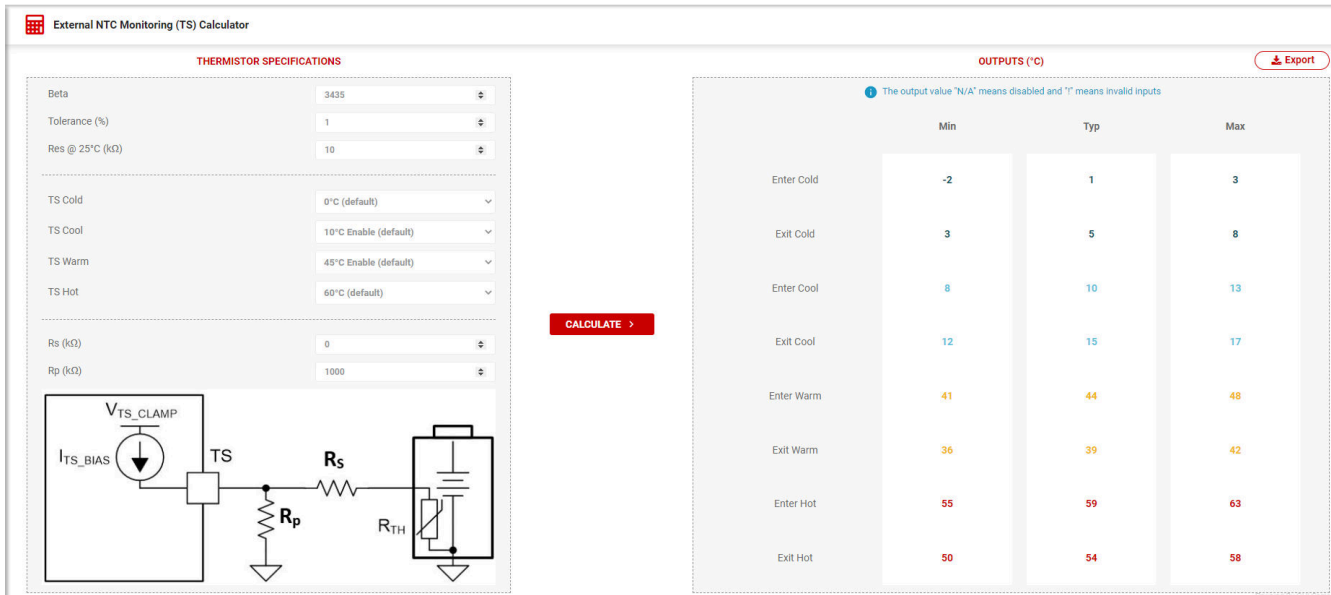 External NTC Monitoring (TS) Calculator
THERMISTOR SPECIFICATIONS
Beta 3435
Tolerance (%) 1
Res @ 25°C (kΩ) 10
TS Cold 0°C (default)
TS Cool 10°C Enable (default)
TS Warm 45°C Enable (default)
TS Hot 60°C (default)
Rs (kΩ) 0
Rp (kΩ) 1000
VTS_CLAMP
ITS_BIAS
TS
RS
Rp
RTH
CALCULATE >
OUTPUTS (°C)
Export
The output value "N/A" means disabled and "!" means invalid inputs
Min Typ Max
Enter Cold -2 1 3
Exit Cold 3 5 8
Enter Cool 8 10 13
Exit Cool 12 15 17
Enter Warm 41 44 48
Exit Warm 36 39 42
Enter Hot 55 59 63
Exit Hot 50 54 58